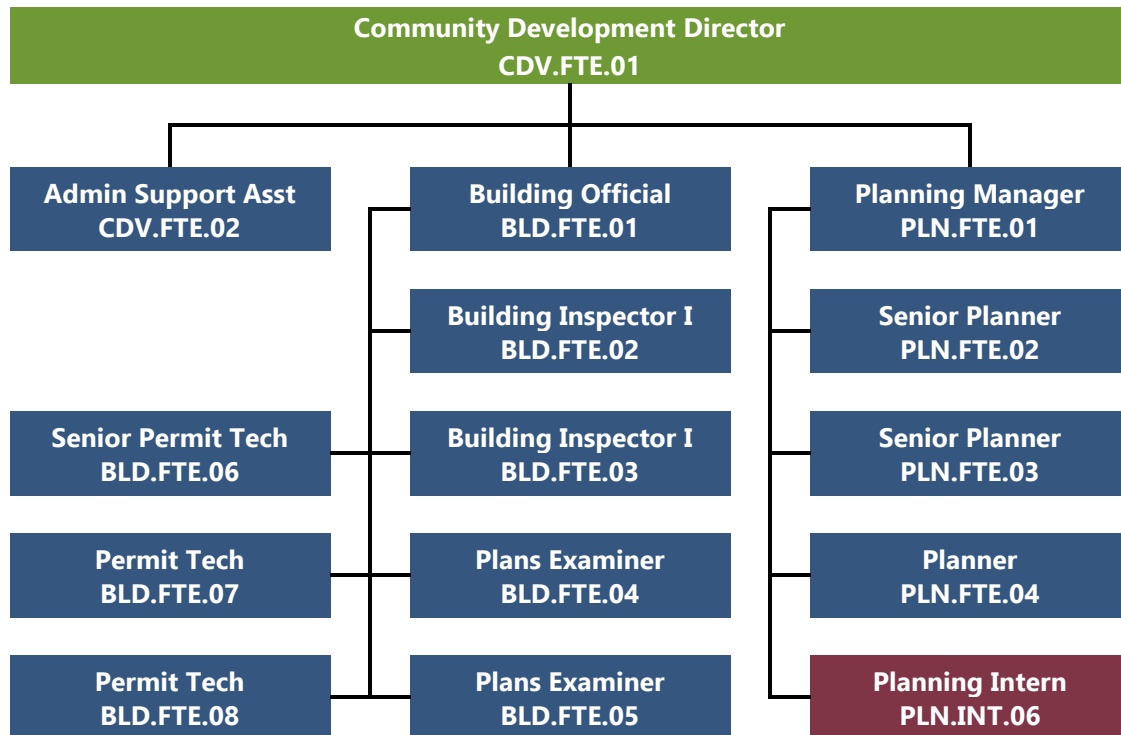 Community Development Director
CDV.FTE.01
Admin Support Asst
CDV.FTE.02
Building Official
BLD.FTE.01
Planning Manager
PLN.FTE.01
Building Inspector I
BLD.FTE.02
Senior Planner
PLN.FTE.02
Senior Permit Tech
BLD.FTE.06
Building Inspector I
BLD.FTE.03
Senior Planner
PLN.FTE.03
Permit Tech
BLD.FTE.07
Plans Examiner
BLD.FTE.04
Planner
PLN.FTE.04
Permit Tech
BLD.FTE.08
Plans Examiner
BLD.FTE.05
Planning Intern
PLN.INT.06